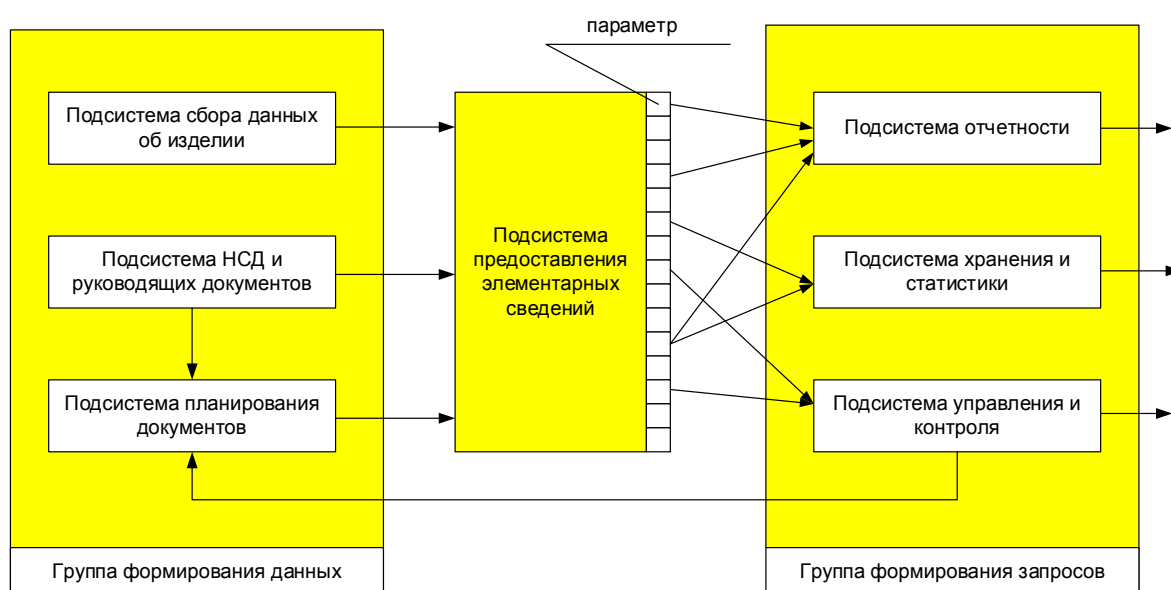 параметр
Подсистема сбора данных
об изделии
Подсистема НСД и
руководящих документов
Подсистема планирования
документов
Группа формирования данных
Подсистема
предоставления
элементарных
сведений
Подсистема отчетности
Подсистема хранения и
статистики
Подсистема управления и
контроля
Группа формирования запросов